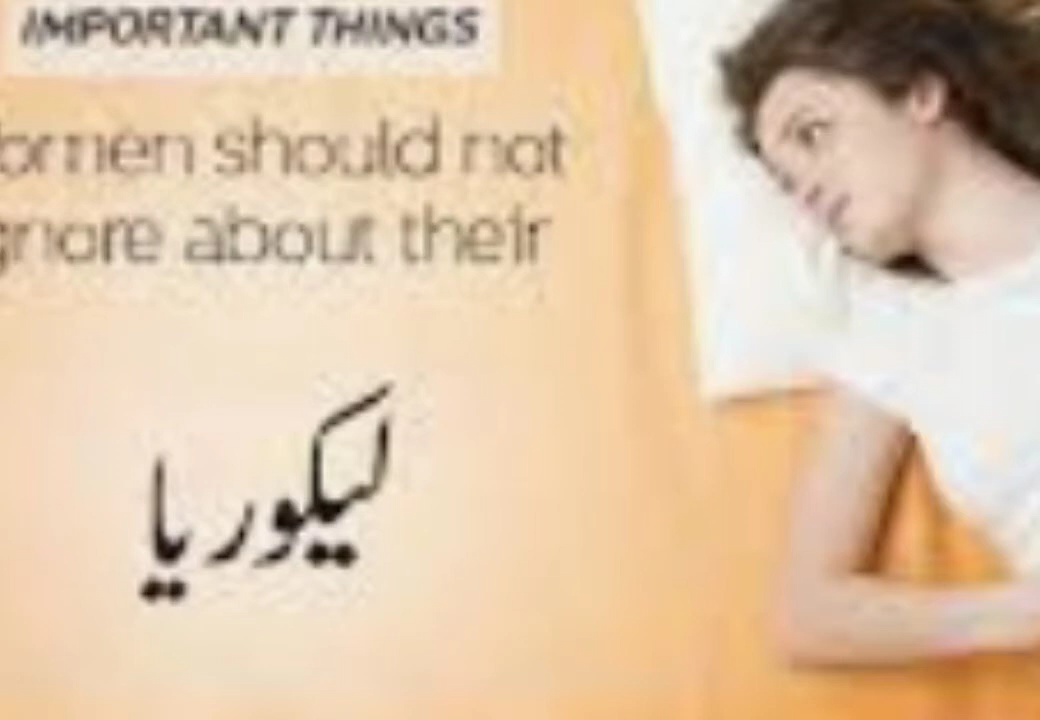 IMPORTANT THINGS
omen should not
gnore about their
لیکوریا